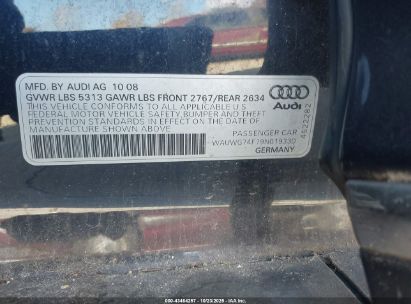 MFD. BY AUDI AG 10 08
GVWR LBS 5313 GAWR LBS FRONT 2767/REAR 2634
THIS VEHICLE CONFORMS TO ALL APPLICABLE U.S.
FEDERAL MOTOR VEHICLE SAFETY, BUMPER AND THEFT
PREVENTION STANDARDS IN EFFECT ON THE DATE OF
MANUFACTURE SHOWN ABOVE.
Audi
PASSENGER CAR
WAUWG74F79N019330
GERMANY